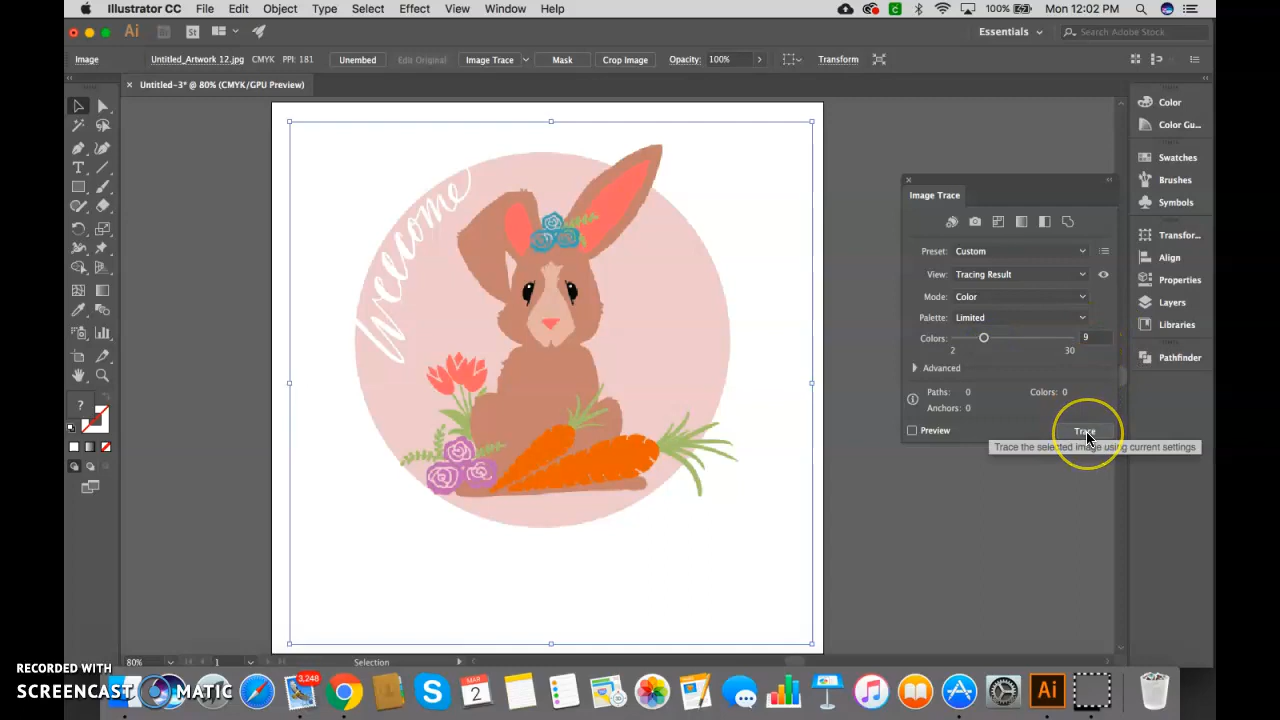 Illustrator CC File Edit Object Type Select Effect View Window Help 100% Mon 12:02 PM
Ai Br St Essentials Search Adobe Stock
Image Untitled_Artwork 12.jpg CMYK PPI: 181 Unembed Edit Original Image Trace Mask Crop Image Opacity: 100% Transform
Untitled-3* @ 80% (CMYK/GPU Preview)
Color
Color Gu...
Swatches
Brushes
Symbols
Transfor...
Align
Properties
Layers
Libraries
Pathfinder
Welcome
Image Trace
Preset: Custom
View: Tracing Result
Mode: Color
Palette: Limited
Colors: 9
2 30
Advanced
Paths: 0 Colors: 0
Anchors: 0
Preview Trace
Trace the selected image using current settings
?
80% 1 Selection
RECORDED WITH
SCREENCAST MATIC
3,248
MAR
2
Ai